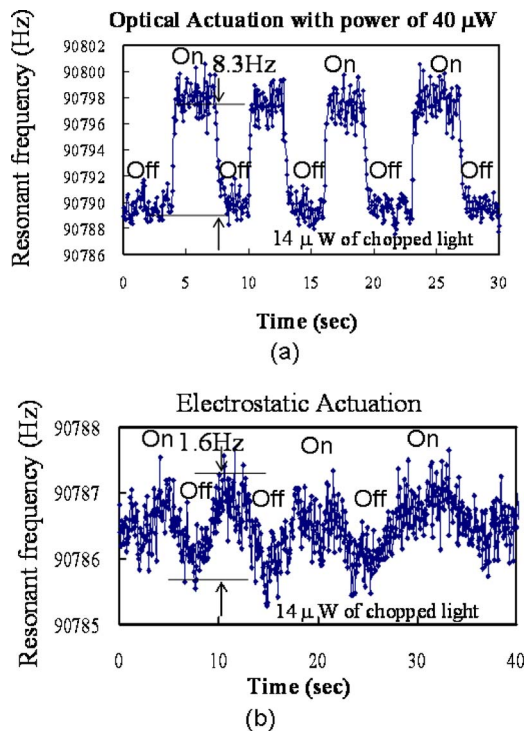 Optical Actuation with power of 40 μW
Resonant frequency (Hz)
90802
90800
90798
90796
90794
90792
90790
90788
90786
On
8.3Hz
On
On
Off
Off
Off
Off
Off
14 μ W of chopped light
0 5 10 15 20 25 30
Time (sec)
(a)
Electrostatic Actuation
Resonant frequency (Hz)
90788
90787
90786
90785
On
1.6Hz
On
On
Off
Off
Off
14 μ W of chopped light
0 10 20 30 40
Time (sec)
(b)